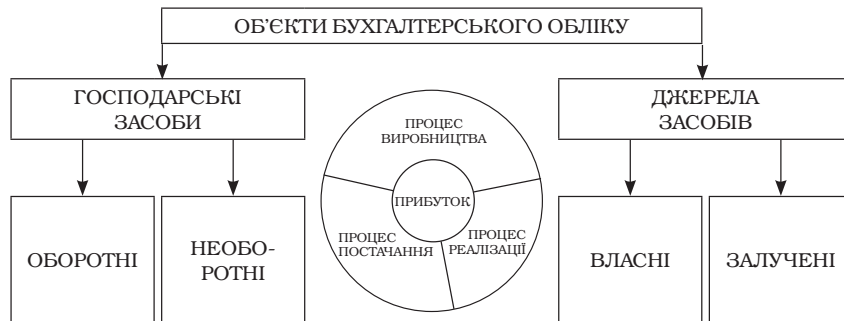 ОБ'ЄКТИ БУХГАЛТЕРСЬКОГО ОБЛІКУ
ГОСПОДАРСЬКІ
ЗАСОБИ
ДЖЕРЕЛА
ЗАСОБІВ
ПРОЦЕС
ВИРОБНИЦТВА
ПРИБУТОК
ПРОЦЕС
ПОСТАЧАННЯ
ПРОЦЕС
РЕАЛІЗАЦІЇ
ОБОРОТНІ
НЕОБО-
РОТНІ
ВЛАСНІ
ЗАЛУЧЕНІ